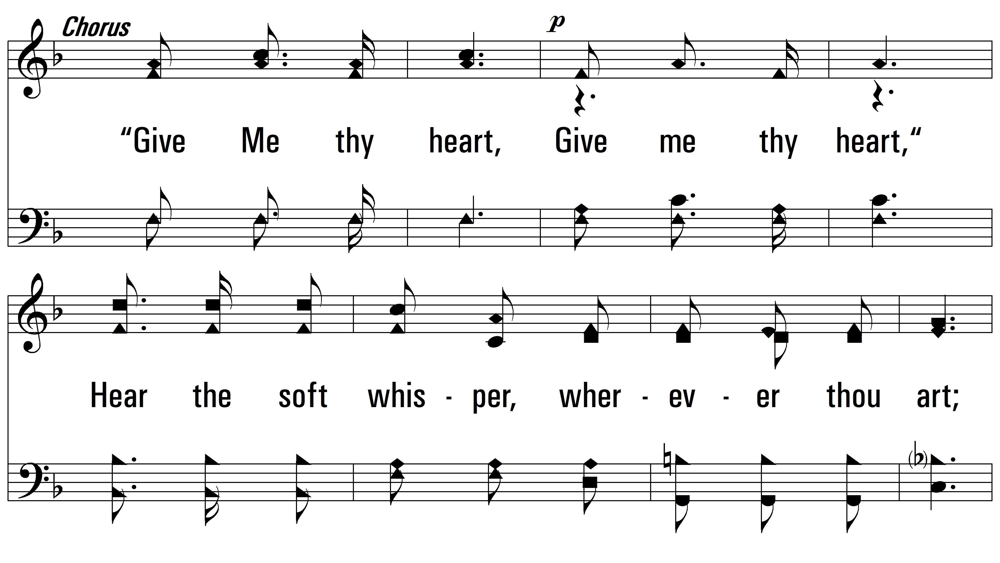 Chorus
p
“Give Me thy heart, Give me thy heart,“
Hear the soft whis - per, wher - ev - er thou art;